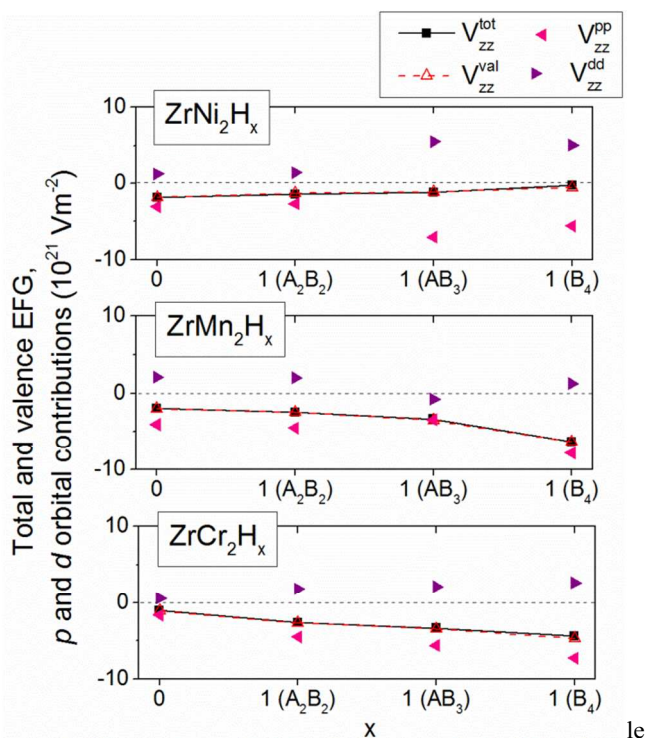 V_zz^tot V_zz^pp
V_zz^val V_zz^dd
Total and valence EFG,
p and d orbital contributions (10^21 Vm^-2)
ZrNi₂Hₓ
10
0
-10
0 1 (A₂B₂) 1 (AB₃) 1 (B₄)
ZrMn₂Hₓ
10
0
-10
0 1 (A₂B₂) 1 (AB₃) 1 (B₄)
ZrCr₂Hₓ
10
0
-10
0 1 (A₂B₂) 1 (AB₃) 1 (B₄)
x
le